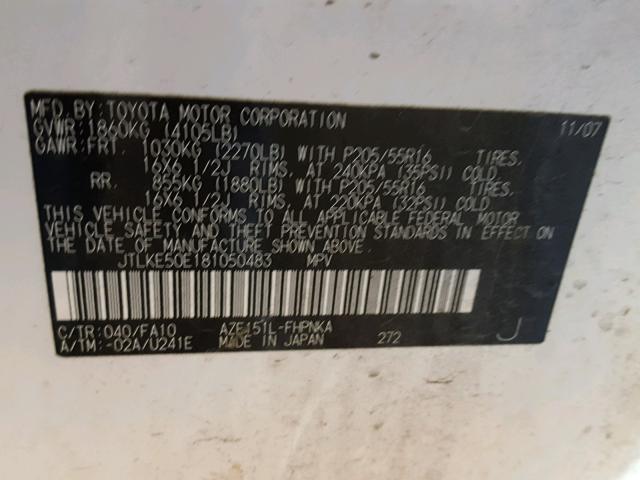 MFD.BY:TOYOTA MOTOR CORPORATION 11/07
GVWR:1860KG (4105LB)
GAWR:FRT. 1030KG (2270LB) WITH P205/55R16 TIRES,
16X6 1/2J RIMS, AT 240KPA (35PSI) COLD
RR. 855KG (1880LB) WITH P205/55R16 TIRES,
16X6 1/2J RIMS, AT 220KPA (32PSI) COLD
THIS VEHICLE CONFORMS TO ALL APPLICABLE FEDERAL MOTOR
VEHICLE SAFETY AND THEFT PREVENTION STANDARDS IN EFFECT ON
THE DATE OF MANUFACTURE SHOWN ABOVE.
JTLKE50E181050483 MPV
C/TR:040/FA10 AZE151L-FHPNKA
A/TM:-02A/U241E MADE IN JAPAN 272 J